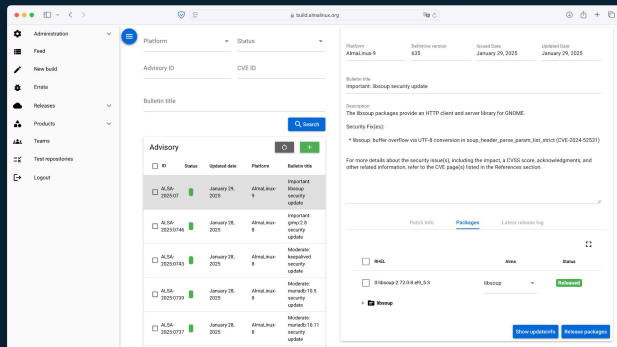 build.almalinux.org
Administration
Feed
New build
Errata
Releases
Products
Teams
Test repositories
Logout
Platform
Status
Advisory ID
CVE ID
Bulletin title
Search
Advisory
ID Status Updated date Platform Bulletin title
ALSA-
2025:07
January 29,
2025
AlmaLinux-
9
Important:
libsoup
security
update
ALSA-
2025:0746
January 28,
2025
AlmaLinux-
8
Important:
gimp:2.8
security
update
ALSA-
2025:0743
January 28,
2025
AlmaLinux-
8
Moderate:
keepalived
security
update
ALSA-
2025:0739
January 28,
2025
AlmaLinux-
8
Moderate:
mariadb:10.5
security
update
ALSA-
2025:0737
January 28,
2025
AlmaLinux-
8
Moderate:
mariadb:10.11
security
update
Platform
AlmaLinux-9
Definitive version
635
Issued Date
January 29, 2025
Updated Date
January 29, 2025
Bulletin title
Important: libsoup security update
Description
The libsoup packages provide an HTTP client and server library for GNOME.
Security Fix(es):
* libsoup: buffer overflow via UTF-8 conversion in soup_header_parse_param_list_strict (CVE-2024-52531)
For more details about the security issue(s), including the impact, a CVSS score, acknowledgments, and
other related information, refer to the CVE page(s) listed in the References section.
Patch Info
Packages
Latest release log
RHEL
Alma
Status
0:libsoup-2.72.0-8.el9_5.3
libsoup
Released
libsoup
Show updateinfo
Release packages